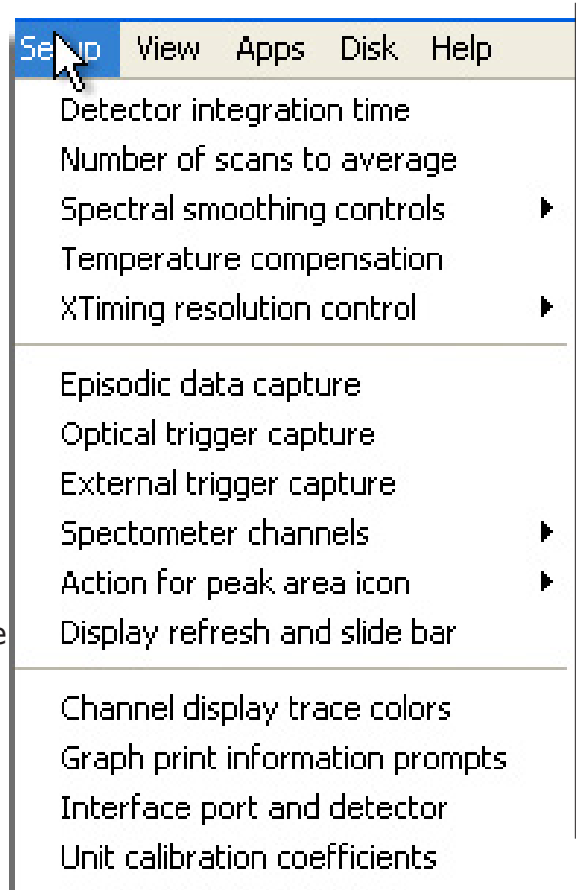 Setup View Apps Disk Help
Detector integration time
Number of scans to average
Spectral smoothing controls
Temperature compensation
XTiming resolution control
Episodic data capture
Optical trigger capture
External trigger capture
Spectometer channels
Action for peak area icon
e
Display refresh and slide bar
Channel display trace colors
Graph print information prompts
Interface port and detector
Unit calibration coefficients